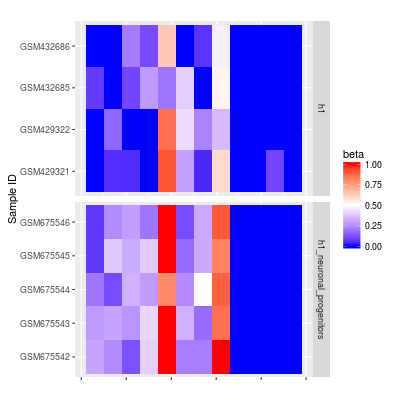 GSM432686
GSM432685
GSM429322
GSM429321
h1
GSM675546
GSM675545
GSM675544
GSM675543
GSM675542
h1_neuronal_progenitors
Sample ID
beta
1.00
0.75
0.50
0.25
0.00